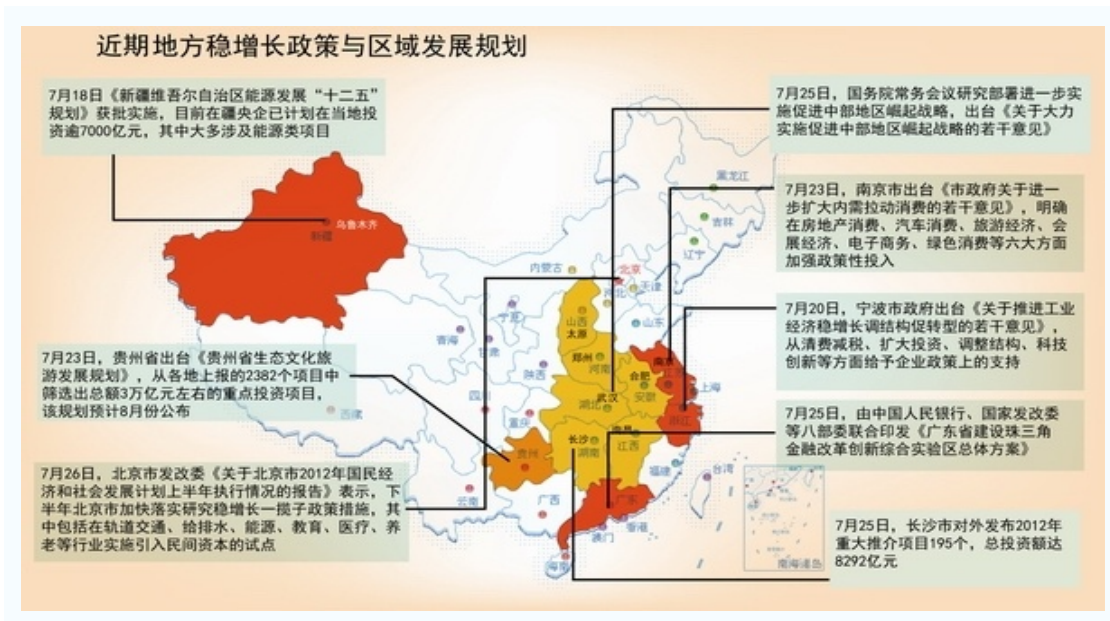 近期地方稳增长政策与区域发展规划
7月18日《新疆维吾尔自治区能源发展“十二五”
规划》获批实施，目前在疆央企已计划在当地投
资逾7000亿元，其中大多涉及能源类项目
7月25日，国务院常务会议研究部署进一步实
施促进中部地区崛起战略，出台《关于大力
实施促进中部地区崛起战略的若干意见》
7月23日，南京市出台《市政府关于进一
步扩大内需拉动消费的若干意见》，明确
在房地产消费、汽车消费、旅游经济、会
展经济、电子商务、绿色消费等六大方面
加强政策性投入
7月20日，宁波市政府出台《关于推进工业
经济稳增长调结构促转型的若干意见》，
从清费减税、扩大投资、调整结构、科技
创新等方面给予企业政策上的支持
7月23日，贵州省出台《贵州省生态文化旅
游发展规划》，从各地上报的2382个项目中
筛选出总额3万亿元左右的重点投资项目，
该规划预计8月份公布
7月25日，由中国人民银行、国家发改委
等八部委联合印发《广东省建设珠三角
金融改革创新综合实验区总体方案》
7月26日，北京市发改委《关于北京市2012年国民经
济和社会发展计划上半年执行情况的报告》表示，下
半年北京市加快落实研究稳增长一揽子政策措施，其
中包括在轨道交通、给排水、能源、教育、医疗、养
老等行业实施引入民间资本的试点
7月25日，长沙市对外发布2012年
重大推介项目195个，总投资额达
8292亿元
黑龙江
吉林
辽宁
乌鲁木齐
新疆
内蒙古
北京
天津
河北
山西
太原
山东
宁夏
青海
甘肃
陕西
郑州
河南
南京
合肥
安徽
上海
西藏
四川
重庆
武汉
湖北
浙江
长沙
湖南
南昌
江西
贵州
福建
台湾
云南
广西
广东
香港
澳门
海南
南海诸岛